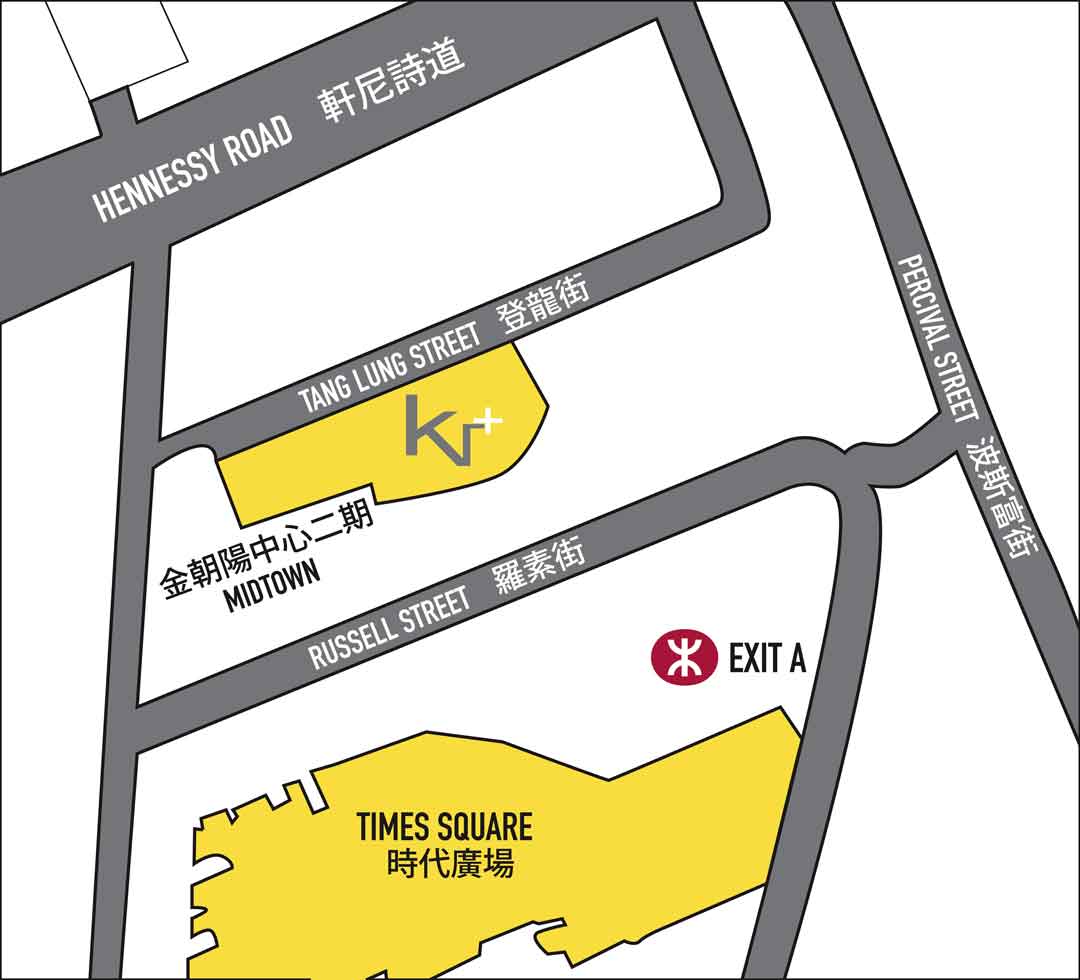 HENNESSY ROAD 軒尼詩道
TANG LUNG STREET 登龍街
PERCIVAL STREET 波斯富街
金朝陽中心二期
MIDTOWN
RUSSELL STREET 羅素街
EXIT A
TIMES SQUARE
時代廣場